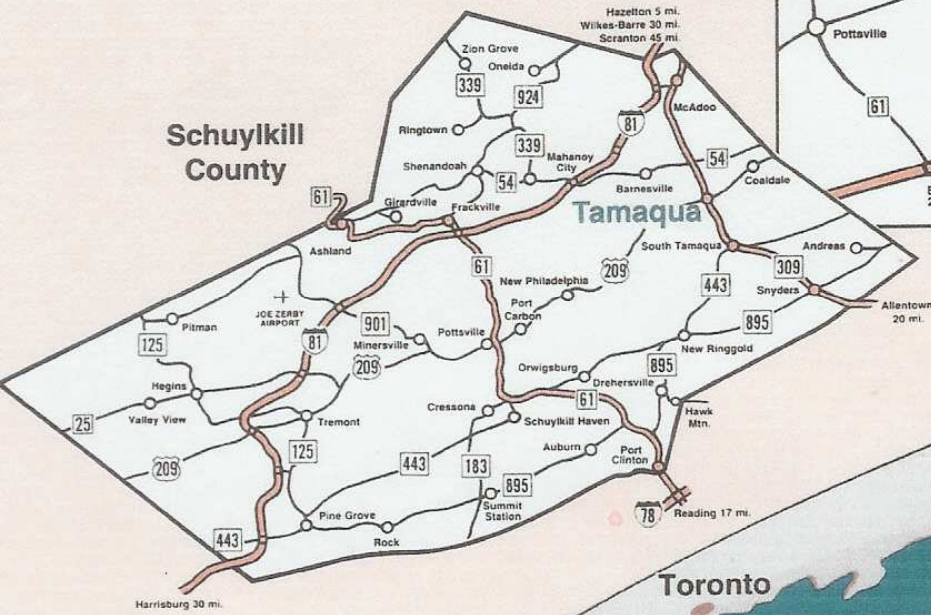 Hazelton 5 mi.
Wilkes-Barre 30 mi.
Scranton 45 mi.
Pottsville
61
Schuylkill
County
Zion Grove
Oneida
339
924
McAdoo
81
Ringtown
339
Shenandoah
Mahanoy
City
54
54
Barnesville
Coaldale
61
Girardville
Frackville
Tamaqua
Ashland
South Tamaqua
Andreas
61
209
309
New Philadelphia
443
Snyders
Port
Carbon
Allentown
20 mi.
JOE ZERBY
AIRPORT
901
Pitman
Minersville
Pottsville
895
125
81
New Ringgold
209
Orwigsburg
895
Hegins
Drehersville
61
Valley View
Cressona
Hawk
Mtn.
25
Tremont
Schuylkill Haven
125
Auburn
Port
Clinton
209
443
183
895
Summit
Station
78
Reading 17 mi.
Pine Grove
Rock
443
Toronto
Harrisburg 30 mi.